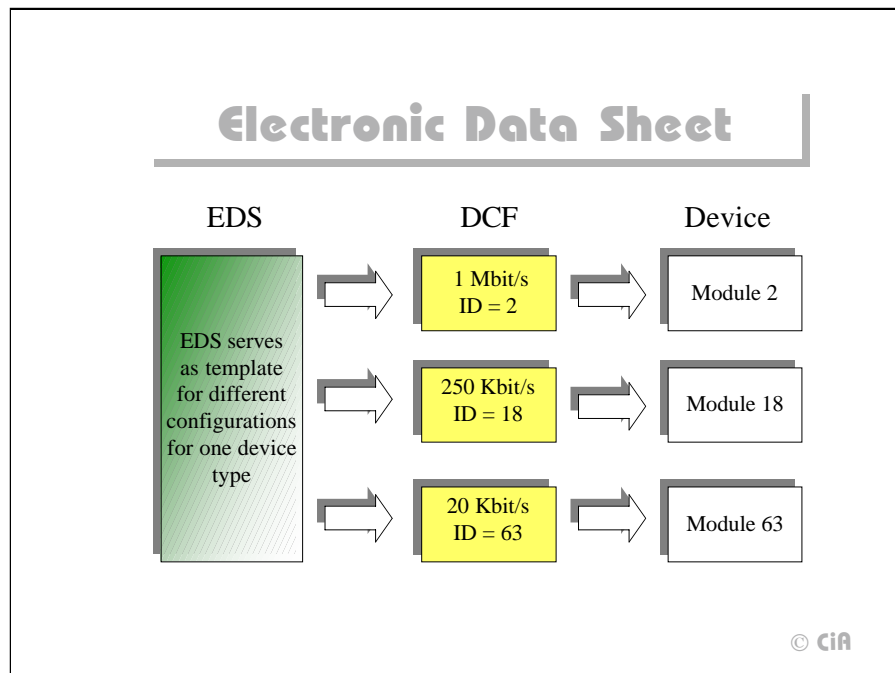 Electronic Data Sheet
EDS
DCF
Device
EDS serves
as template
for different
configurations
for one device
type
1 Mbit/s
ID = 2
Module 2
250 Kbit/s
ID = 18
Module 18
20 Kbit/s
ID = 63
Module 63
© CiA